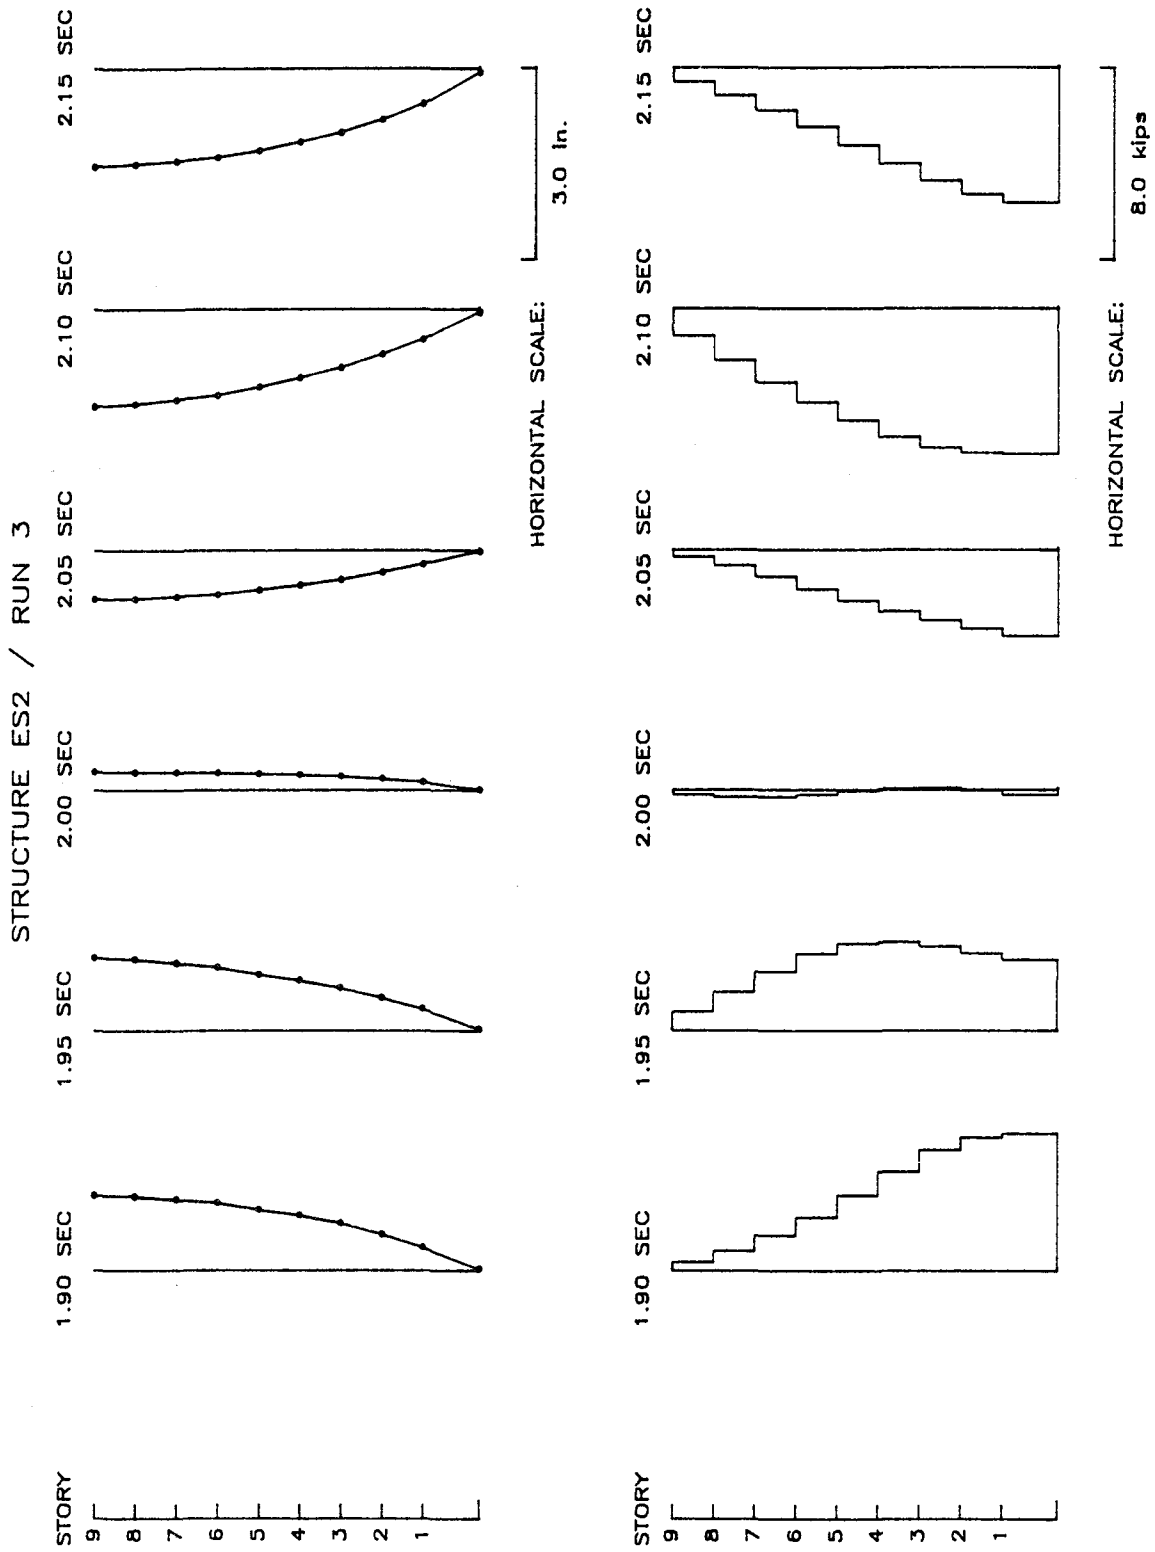 STRUCTURE ES2 / RUN 3
STORY
1.90 SEC
1.95 SEC
2.00 SEC
2.05 SEC
2.10 SEC
2.15 SEC
9
8
7
6
5
4
3
2
1
HORIZONTAL SCALE:
3.0 in.
STORY
1.90 SEC
1.95 SEC
2.00 SEC
2.05 SEC
2.10 SEC
2.15 SEC
9
8
7
6
5
4
3
2
1
HORIZONTAL SCALE:
8.0 kips